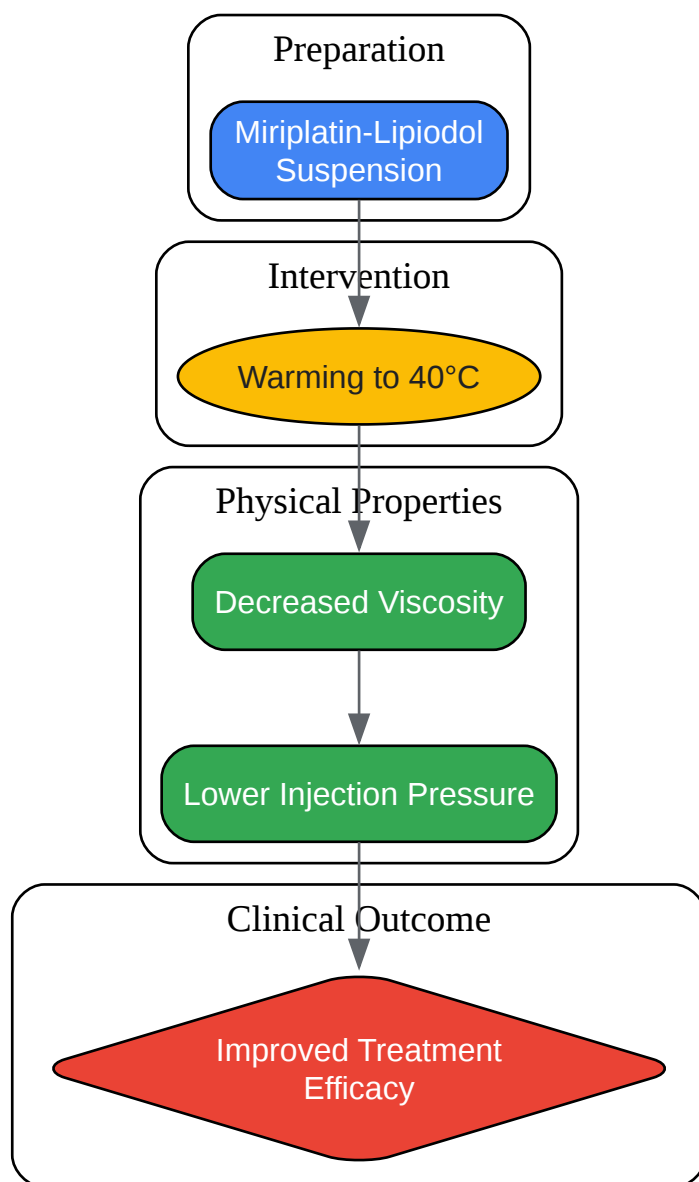 Preparation
Miriplatin-Lipiodol
Suspension
Intervention
Warming to 40°C
Physical Properties
Decreased Viscosity
Lower Injection Pressure
Clinical Outcome
Improved Treatment
Efficacy